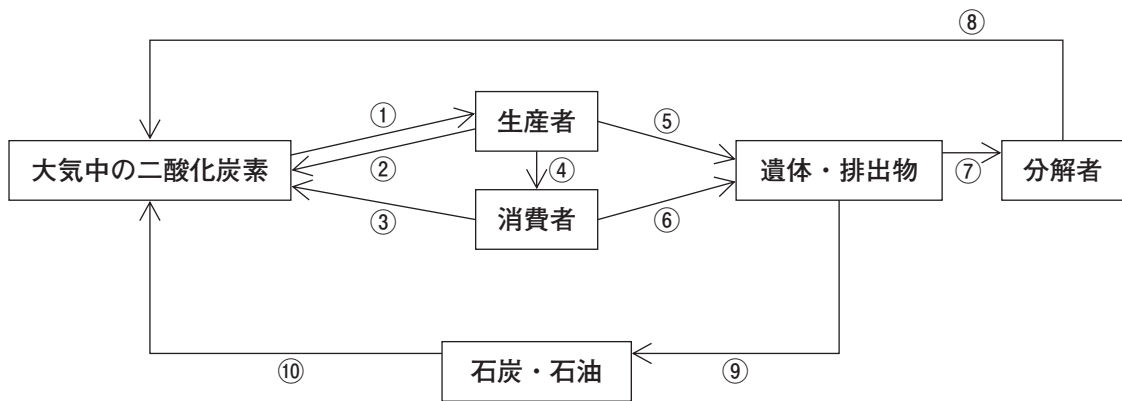 ⑧
① 生産者 ⑤
大気中の二酸化炭素 ② ④ 遺体・排出物 ⑦ 分解者
③ 消費者 ⑥
⑩ 石炭・石油 ⑨